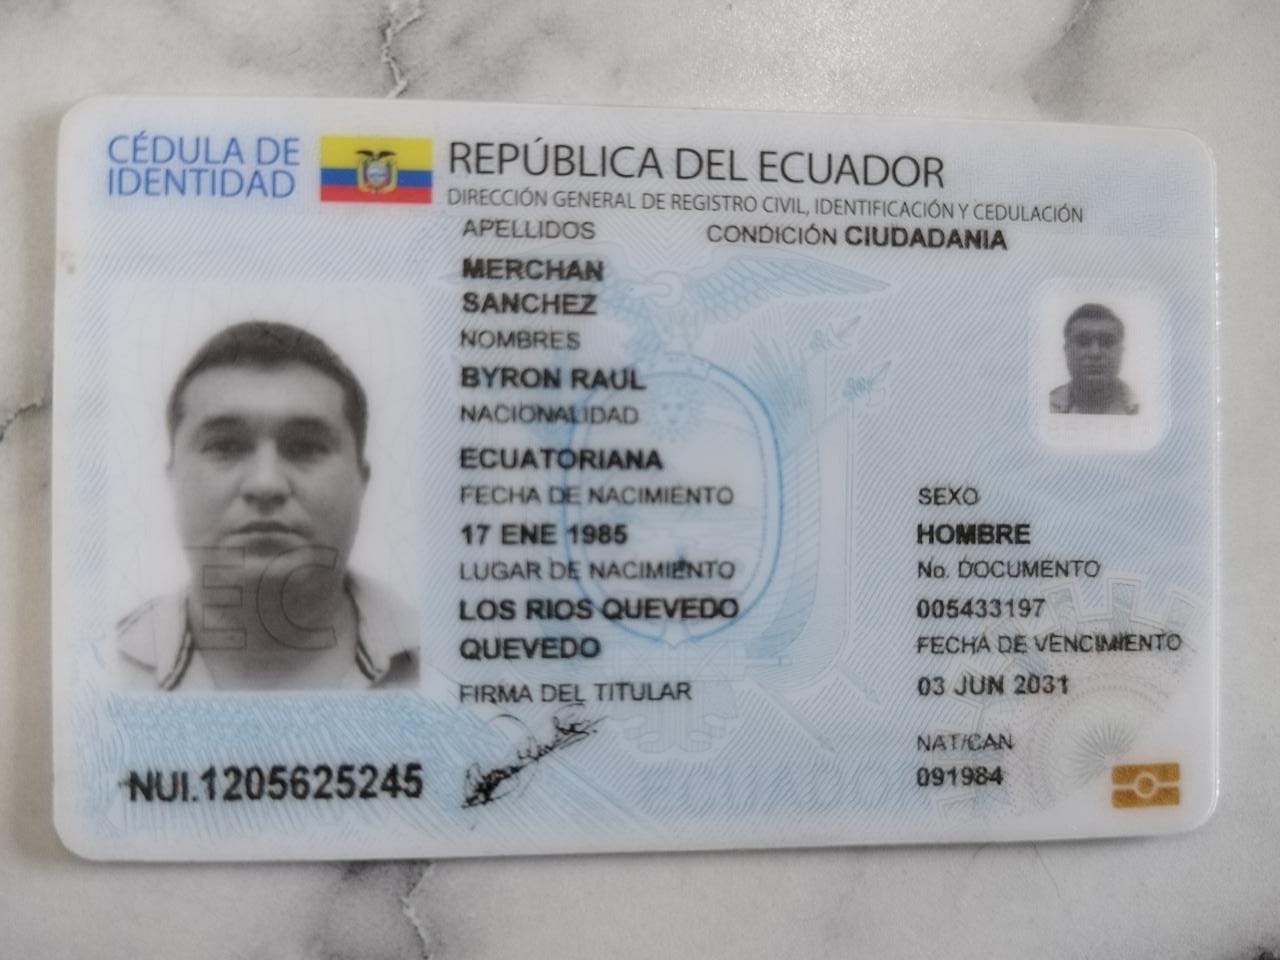 CÉDULA DE
IDENTIDAD
REPÚBLICA DEL ECUADOR
DIRECCIÓN GENERAL DE REGISTRO CIVIL, IDENTIFICACIÓN Y CEDULACIÓN
APELLIDOS
CONDICIÓN CIUDADANIA
MERCHAN
SANCHEZ
NOMBRES
BYRON RAUL
NACIONALIDAD
ECUATORIANA
FECHA DE NACIMIENTO
17 ENE 1985
LUGAR DE NACIMIENTO
LOS RIOS QUEVEDO
QUEVEDO
FIRMA DEL TITULAR
SEXO
HOMBRE
No. DOCUMENTO
005433197
FECHA DE VENCIMIENTO
03 JUN 2031
NAT/CAN
091984
EC
NUI.1205625245